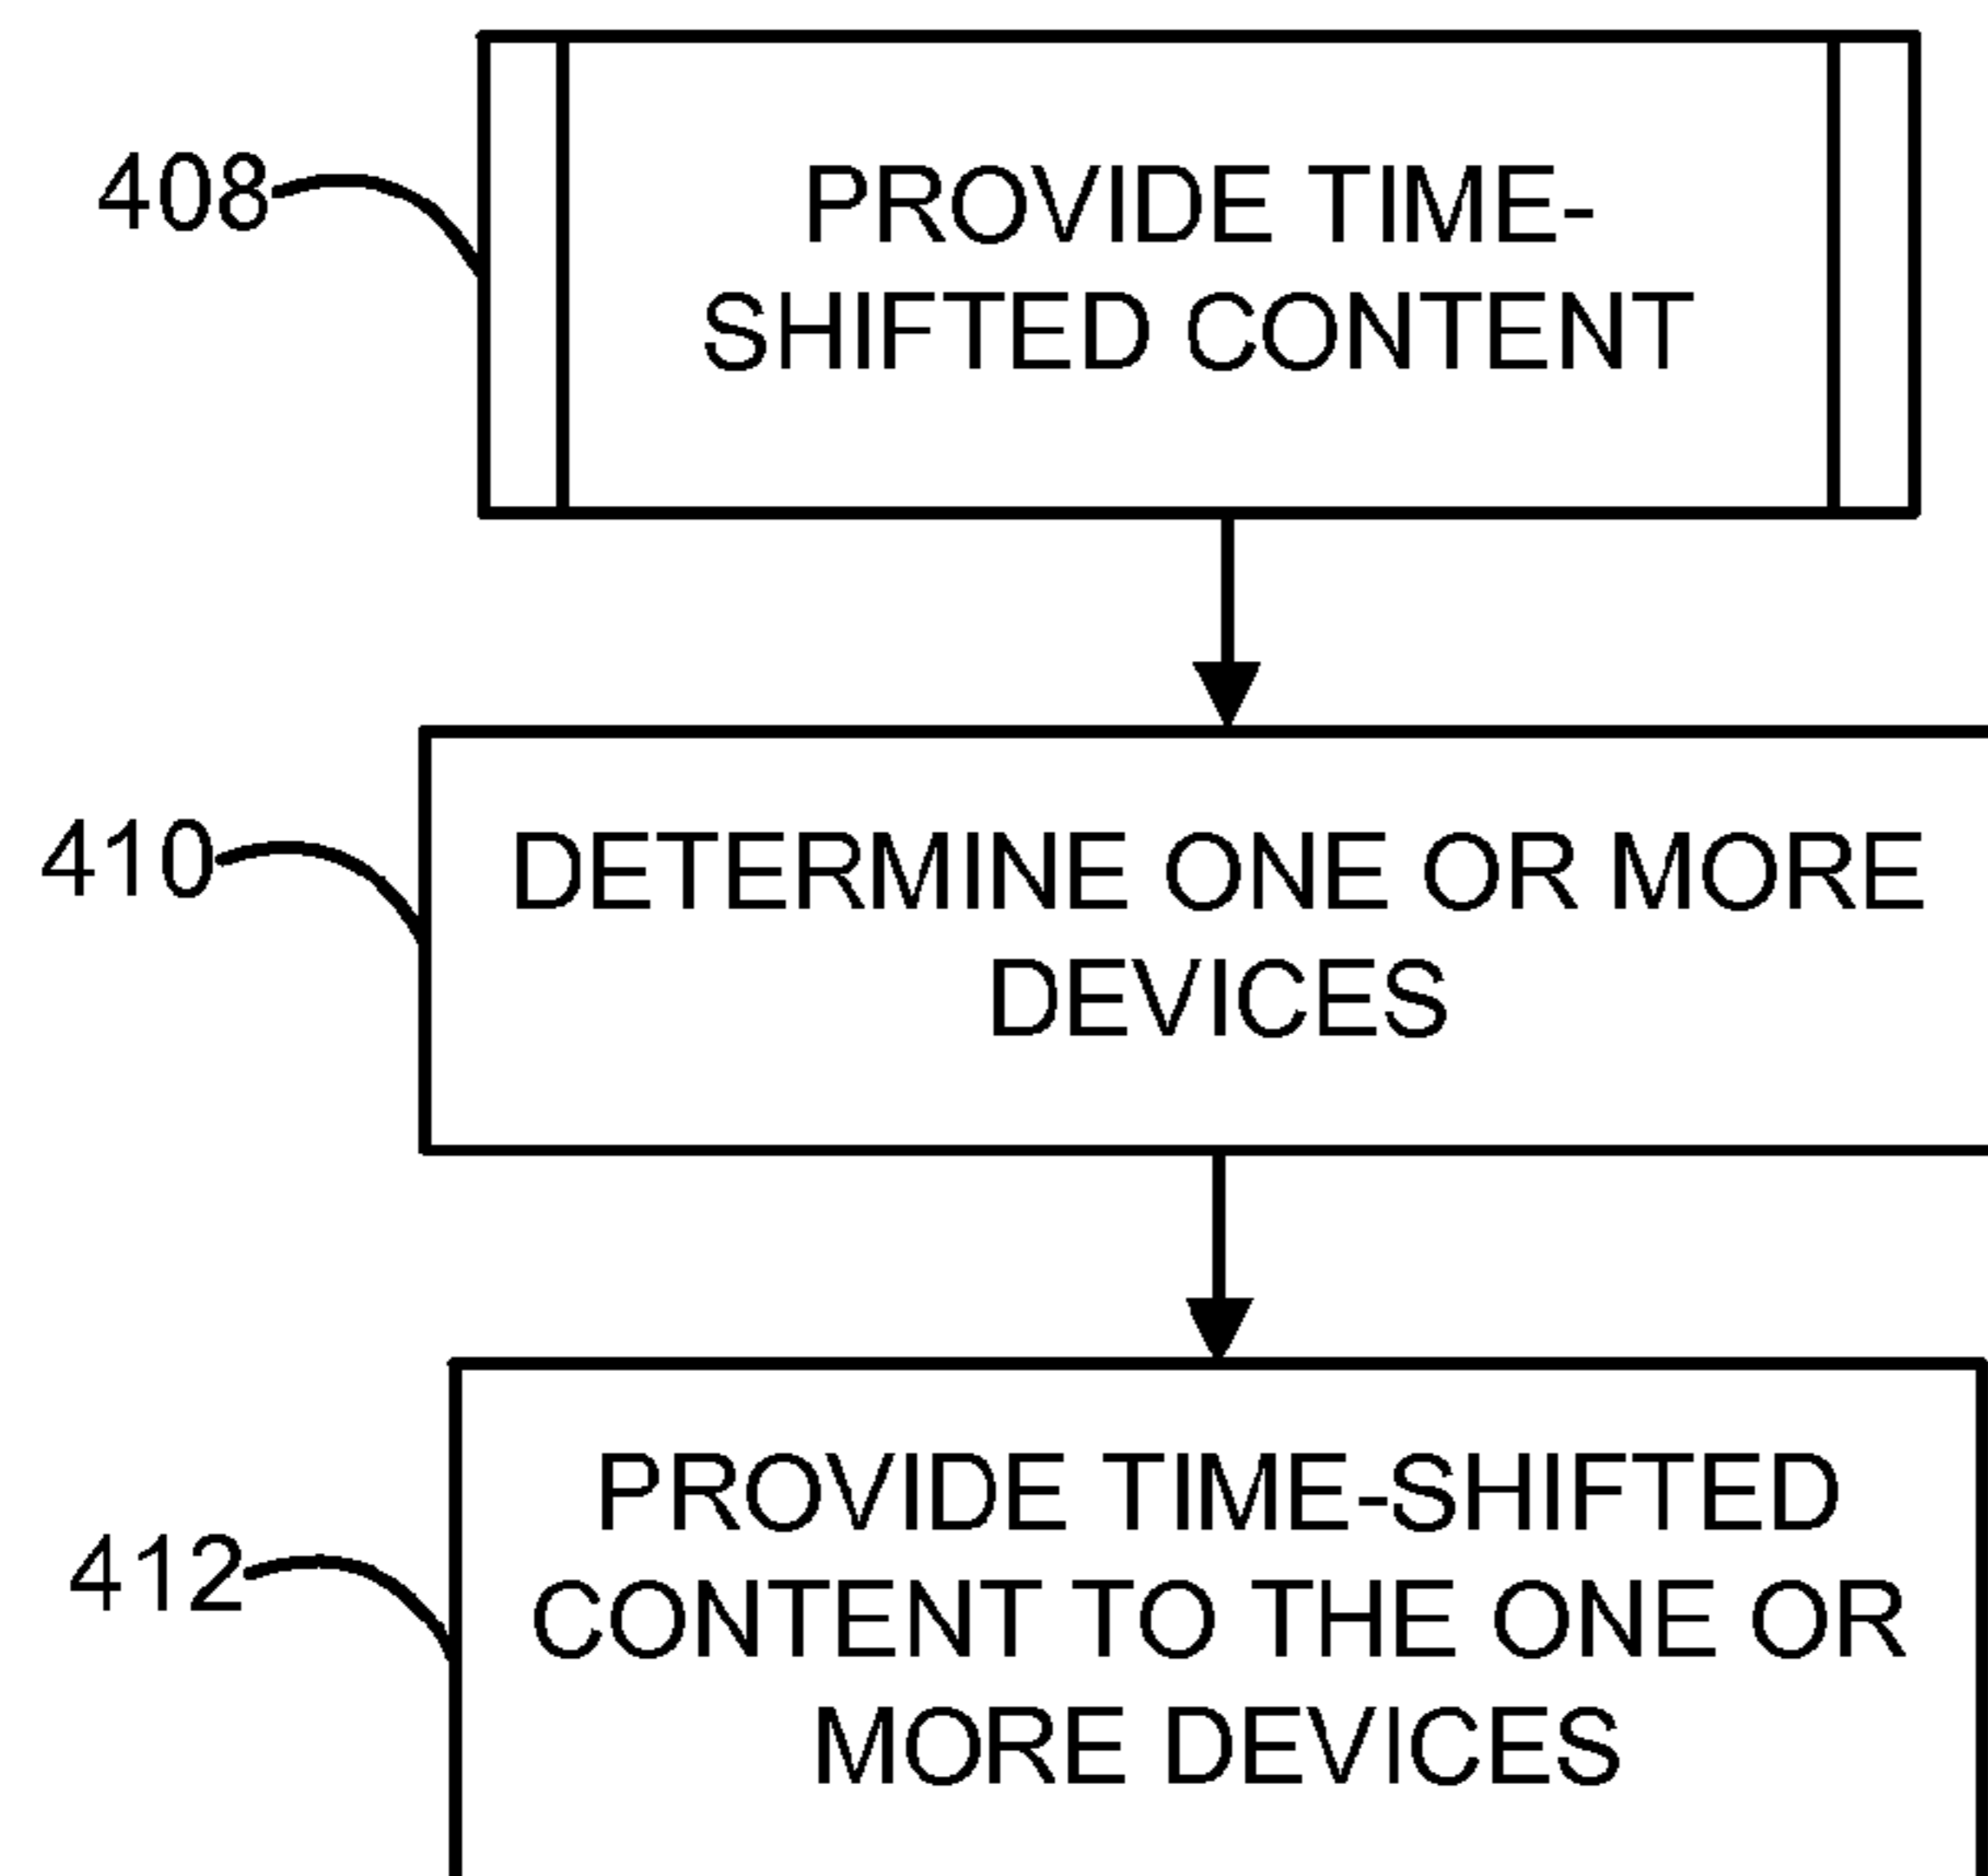 408
PROVIDE TIME-
SHIFTED CONTENT
410
DETERMINE ONE OR MORE
DEVICES
412
PROVIDE TIME-SHIFTED
CONTENT TO THE ONE OR
MORE DEVICES